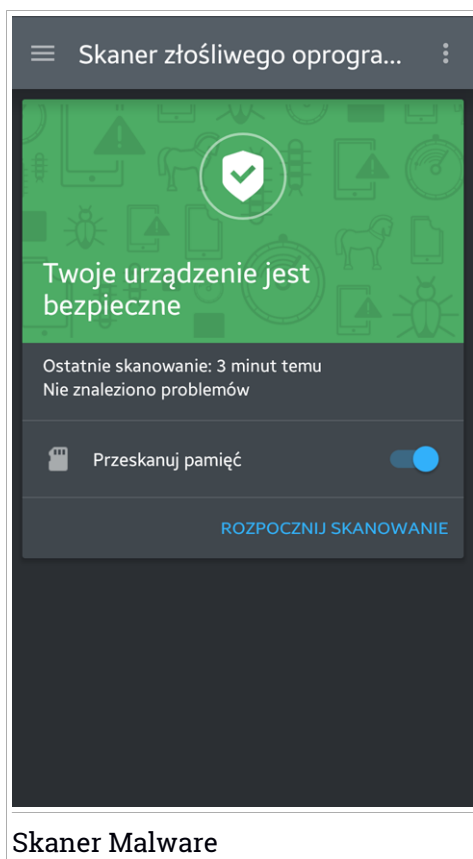 Skaner złośliwego oprogra...
Twoje urządzenie jest
bezpieczne
Ostatnie skanowanie: 3 minut temu
Nie znaleziono problemów
Przeskanuj pamięć
ROZPOCZNIJ SKANOWANIE
Skaner Malware